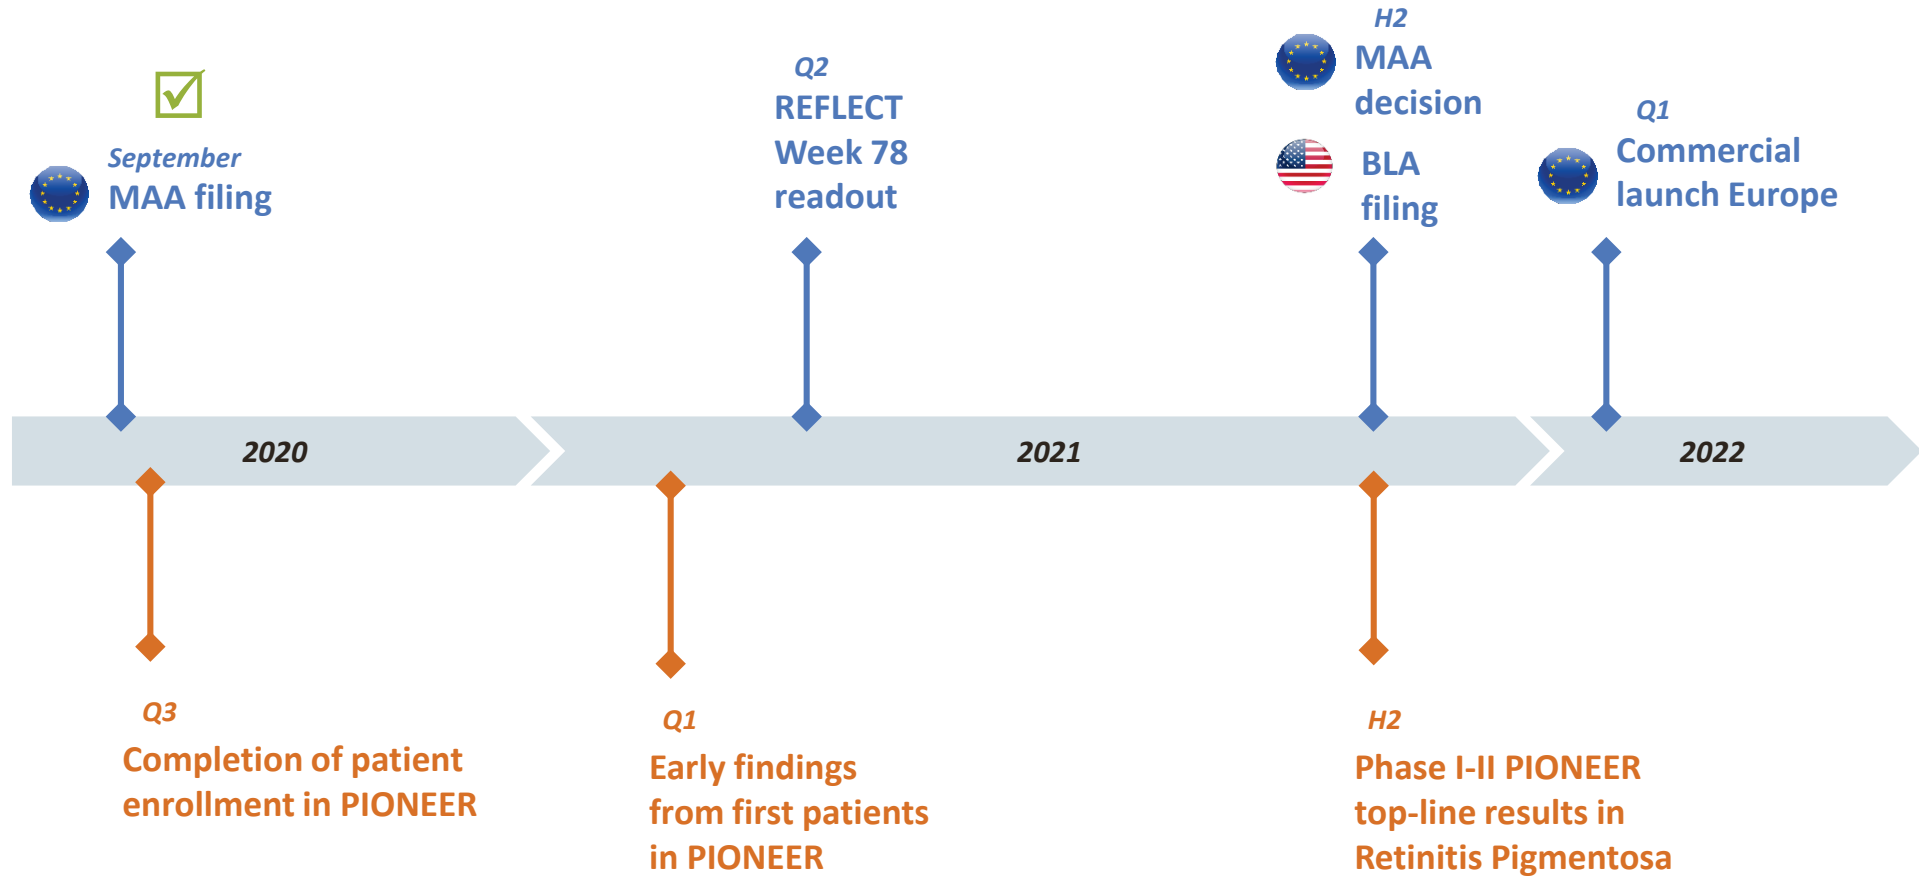 September
MAA filing
Q2
REFLECT
Week 78
readout
H2
MAA
decision
BLA
filing
Q1
Commercial
launch Europe
2020
2021
2022
Q3
Completion of patient
enrollment in PIONEER
Q1
Early findings
from first patients
in PIONEER
H2
Phase I-II PIONEER
top-line results in
Retinitis Pigmentosa